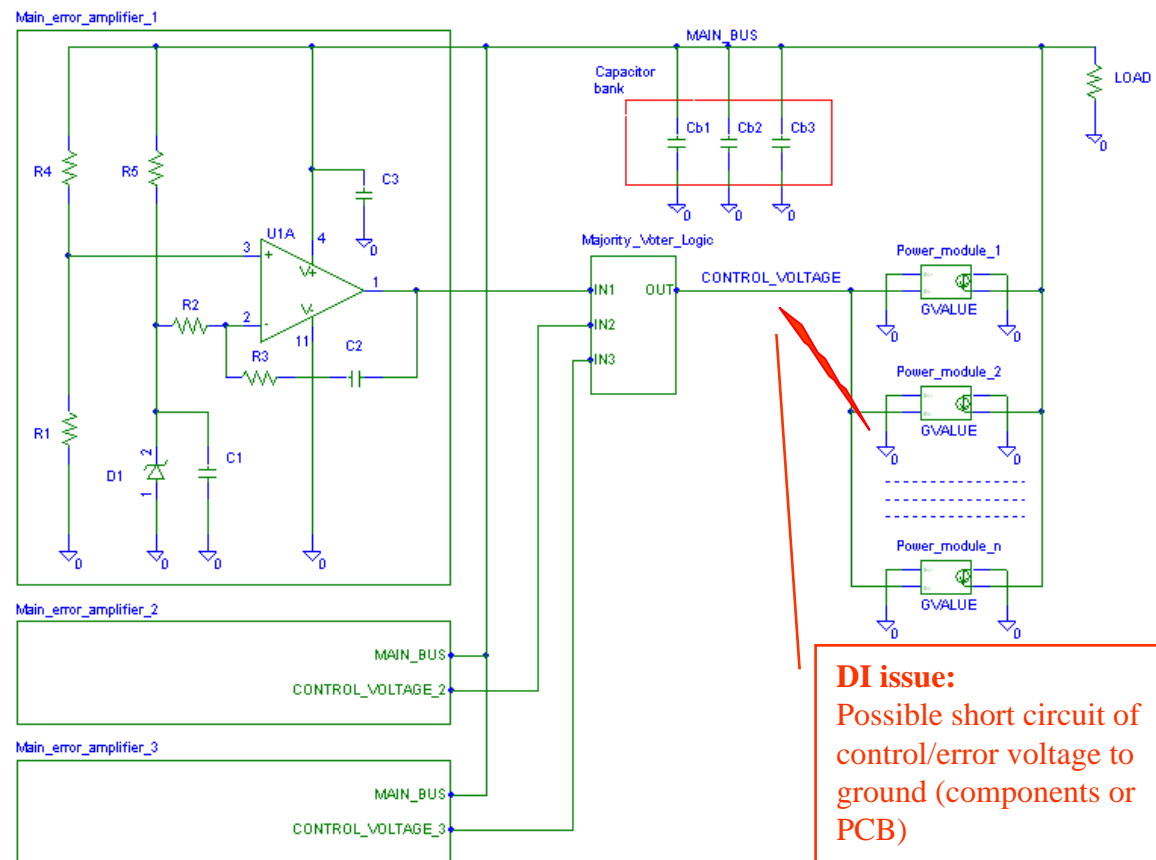 Main_error_amplifier_1
MAIN_BUS
Capacitor
bank
LOAD
Cb1
Cb2
Cb3
0
0
0
0
R4
R5
C3
0
U1A
4
3
+
V+
1
R2
2
-
V-
11
R3
C2
R1
D1
2
1
C1
0
0
0
0
Majority_Voter_Logic
IN1
OUT
IN2
IN3
CONTROL_VOLTAGE
Power_module_1
GVALUE
0
0
Power_module_2
GVALUE
0
0
Power_module_n
GVALUE
0
0
Main_error_amplifier_2
MAIN_BUS
CONTROL_VOLTAGE_2
Main_error_amplifier_3
MAIN_BUS
CONTROL_VOLTAGE_3
DI issue:
Possible short circuit of
control/error voltage to
ground (components or
PCB)